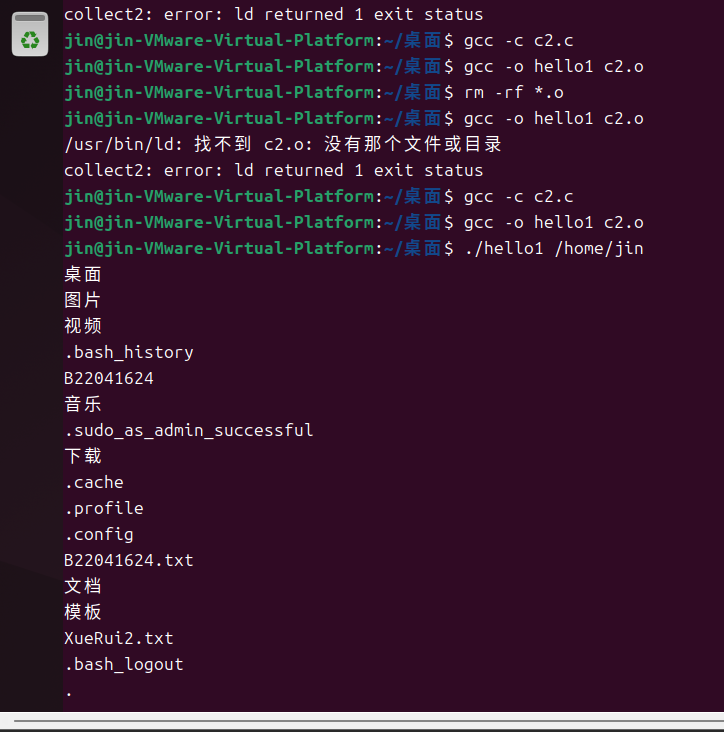 collect2: error: ld returned 1 exit status
jin@jin-VMware-Virtual-Platform:~/桌面$ gcc -c c2.c
jin@jin-VMware-Virtual-Platform:~/桌面$ gcc -o hello1 c2.o
jin@jin-VMware-Virtual-Platform:~/桌面$ rm -rf *.o
jin@jin-VMware-Virtual-Platform:~/桌面$ gcc -o hello1 c2.o
/usr/bin/ld: 找不到 c2.o: 没有那个文件或目录
collect2: error: ld returned 1 exit status
jin@jin-VMware-Virtual-Platform:~/桌面$ gcc -c c2.c
jin@jin-VMware-Virtual-Platform:~/桌面$ gcc -o hello1 c2.o
jin@jin-VMware-Virtual-Platform:~/桌面$ ./hello1 /home/jin
桌面
图片
视频
.bash_history
B22041624
音乐
.sudo_as_admin_successful
下载
.cache
.profile
.config
B22041624.txt
文档
模板
XueRui2.txt
.bash_logout
.